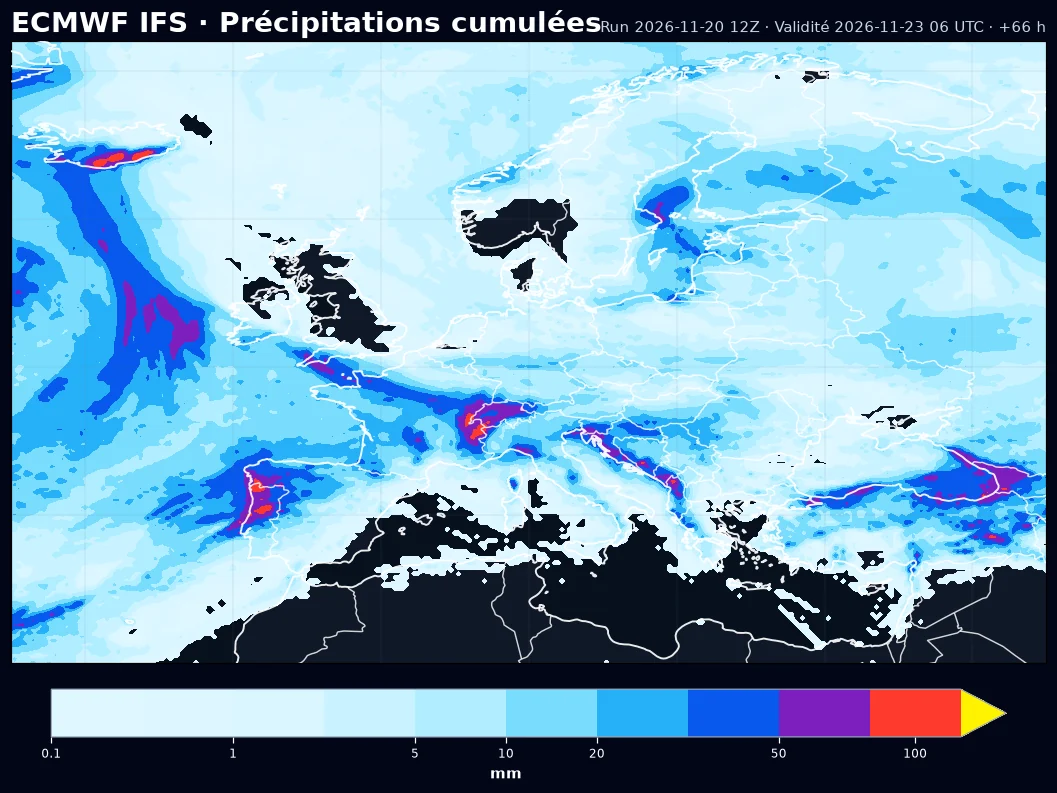 ECMWF IFS · Précipitations cumulées
Run 2026-11-20 12Z · Validité 2026-11-23 06 UTC · +66 h
0.1 1 5 10 20 50 100
mm